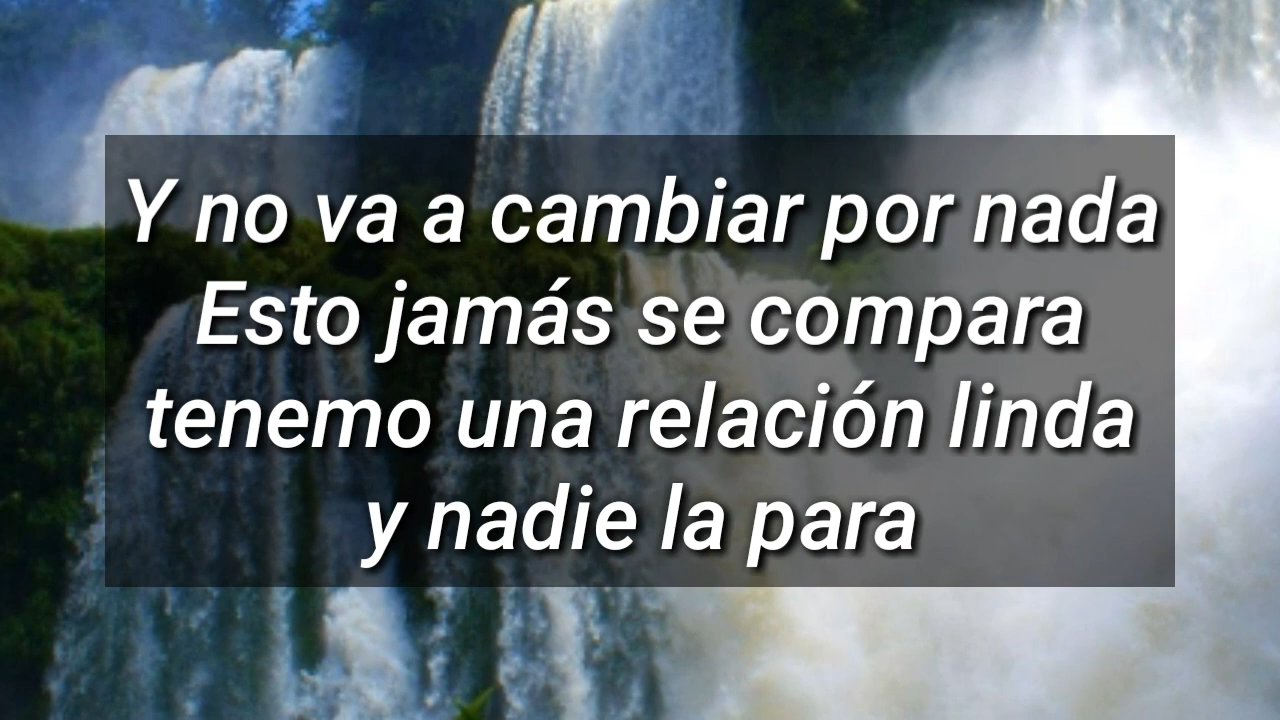 Y no va a cambiar por nada
Esto jamás se compara
tenemo una relación linda
y nadie la para